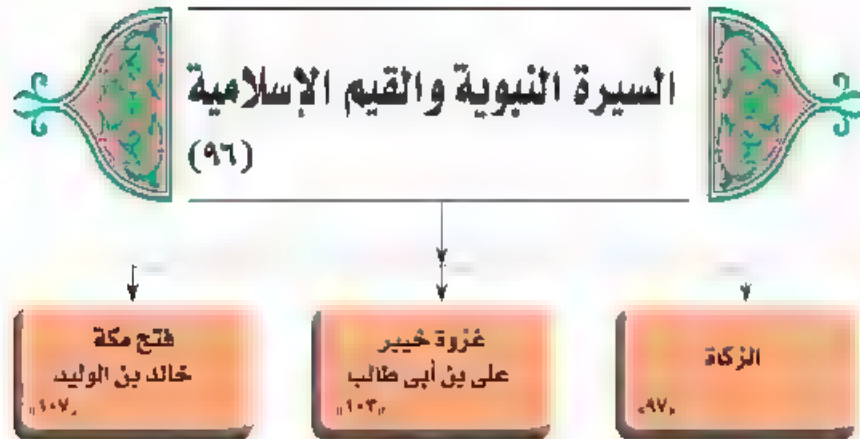 السيرة النبوية والقيم الإسلامية
(٩٦)
الزكاة
«٩٧»
غزوة خيبر
على بن أبى طالب
«١٠٣»
فتح مكة
خالد بن الوليد
«١٠٧»